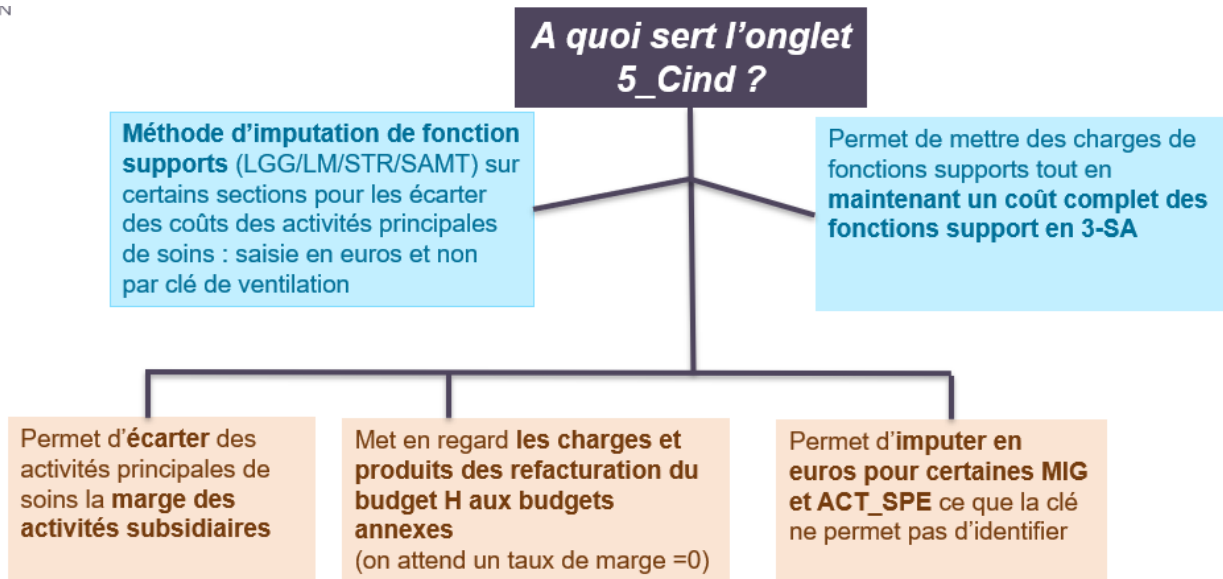 N
A quoi sert l'onglet
5_Cind ?
Méthode d'imputation de fonction
supports (LGG/LM/STR/SAMT) sur
certains sections pour les écarter
des coûts des activités principales
de soins : saisie en euros et non
par clé de ventilation
Permet de mettre des charges de
fonctions supports tout en
maintenant un coût complet des
fonctions support en 3-SA
Permet d'écarter des
activités principales de
soins la marge des
activités subsidiaires
Met en regard les charges et
produits des refacturation du
budget H aux budgets
annexes
(on attend un taux de marge =0)
Permet d'imputer en
euros pour certaines MIG
et ACT_SPE ce que la clé
ne permet pas d'identifier